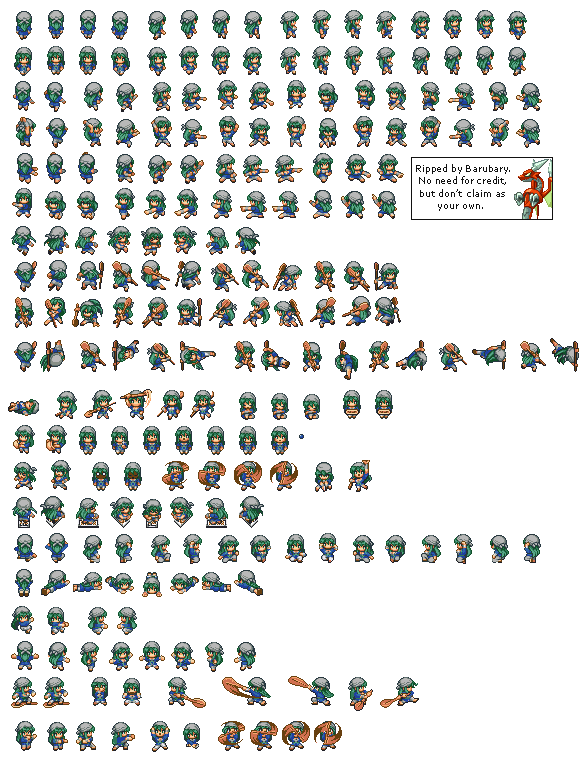 Ripped by Barubary.
No need for credit,
but don't claim as
your own.